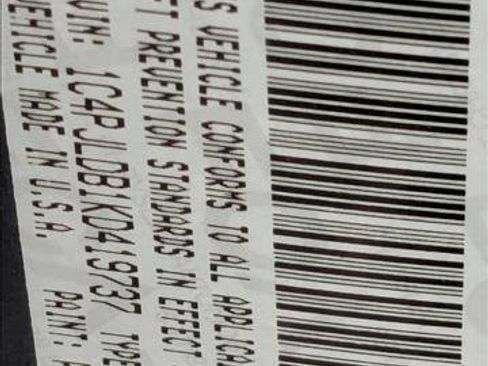 S VEHICLE CONFORMS TO ALL APPLICA
FT PREVENTION STANDARDS IN EFFECT
VIN: 1C4PJLDB1KD419737 TYPE
VEHICLE MADE IN U.S.A. PAINT: